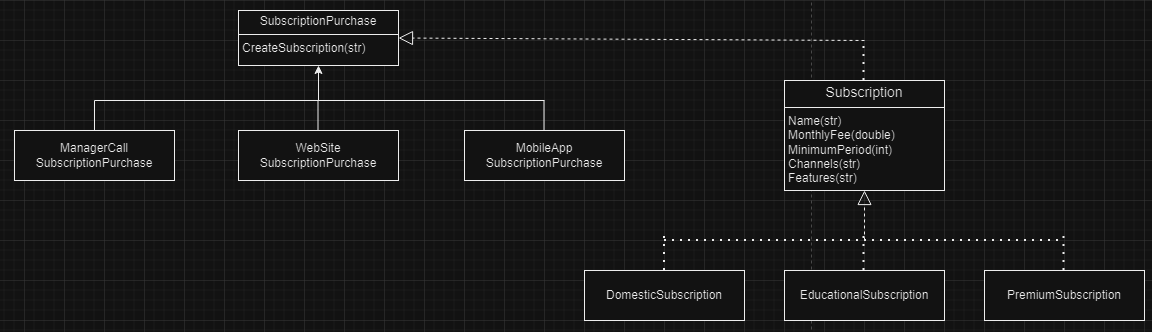 SubscriptionPurchase
CreateSubscription(str)
Subscription
Name(str)
MonthlyFee(double)
MinimumPeriod(int)
Channels(str)
Features(str)
ManagerCall
SubscriptionPurchase
WebSite
SubscriptionPurchase
MobileApp
SubscriptionPurchase
DomesticSubscription
EducationalSubscription
PremiumSubscription